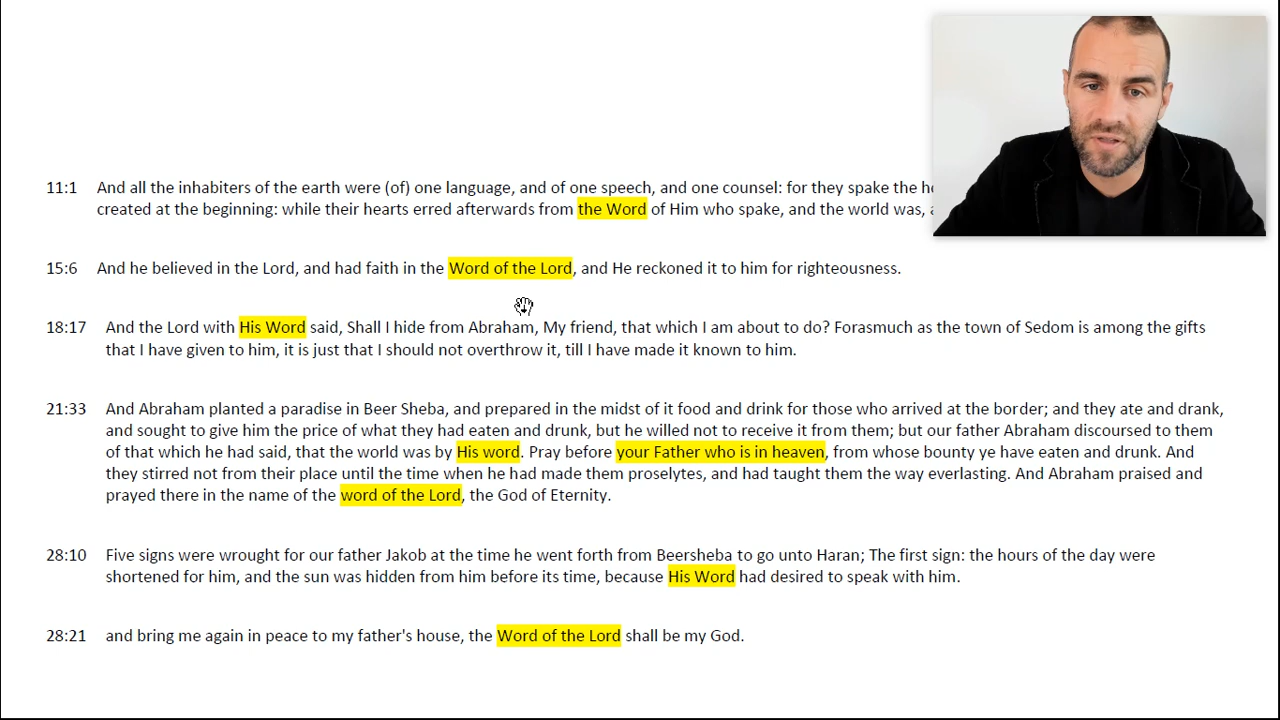 11:1 And all the inhabiters of the earth were (of) one language, and of one speech, and one counsel: for they spake the
created at the beginning: while their hearts erred afterwards from the Word of Him who spake, and the world was,
15:6 And he believed in the Lord, and had faith in the Word of the Lord, and He reckoned it to him for righteousness.
18:17 And the Lord with His Word said, Shall I hide from Abraham, My friend, that which I am about to do? Forasmuch as the town of Sedom is among the gifts
that I have given to him, it is just that I should not overthrow it, till I have made it known to him.
21:33 And Abraham planted a paradise in Beer Sheba, and prepared in the midst of it food and drink for those who arrived at the border; and they ate and drank,
and sought to give him the price of what they had eaten and drunk, but he willed not to receive it from them; but our father Abraham discoursed to them
of that which he had said, that the world was by His word. Pray before your Father who is in heaven, from whose bounty ye have eaten and drunk. And
they stirred not from their place until the time when he had made them proselytes, and had taught them the way everlasting. And Abraham praised and
prayed there in the name of the word of the Lord, the God of Eternity.
28:10 Five signs were wrought for our father Jakob at the time he went forth from Beersheba to go unto Haran; The first sign: the hours of the day were
shortened for him, and the sun was hidden from him before its time, because His Word had desired to speak with him.
28:21 and bring me again in peace to my father's house, the Word of the Lord shall be my God.